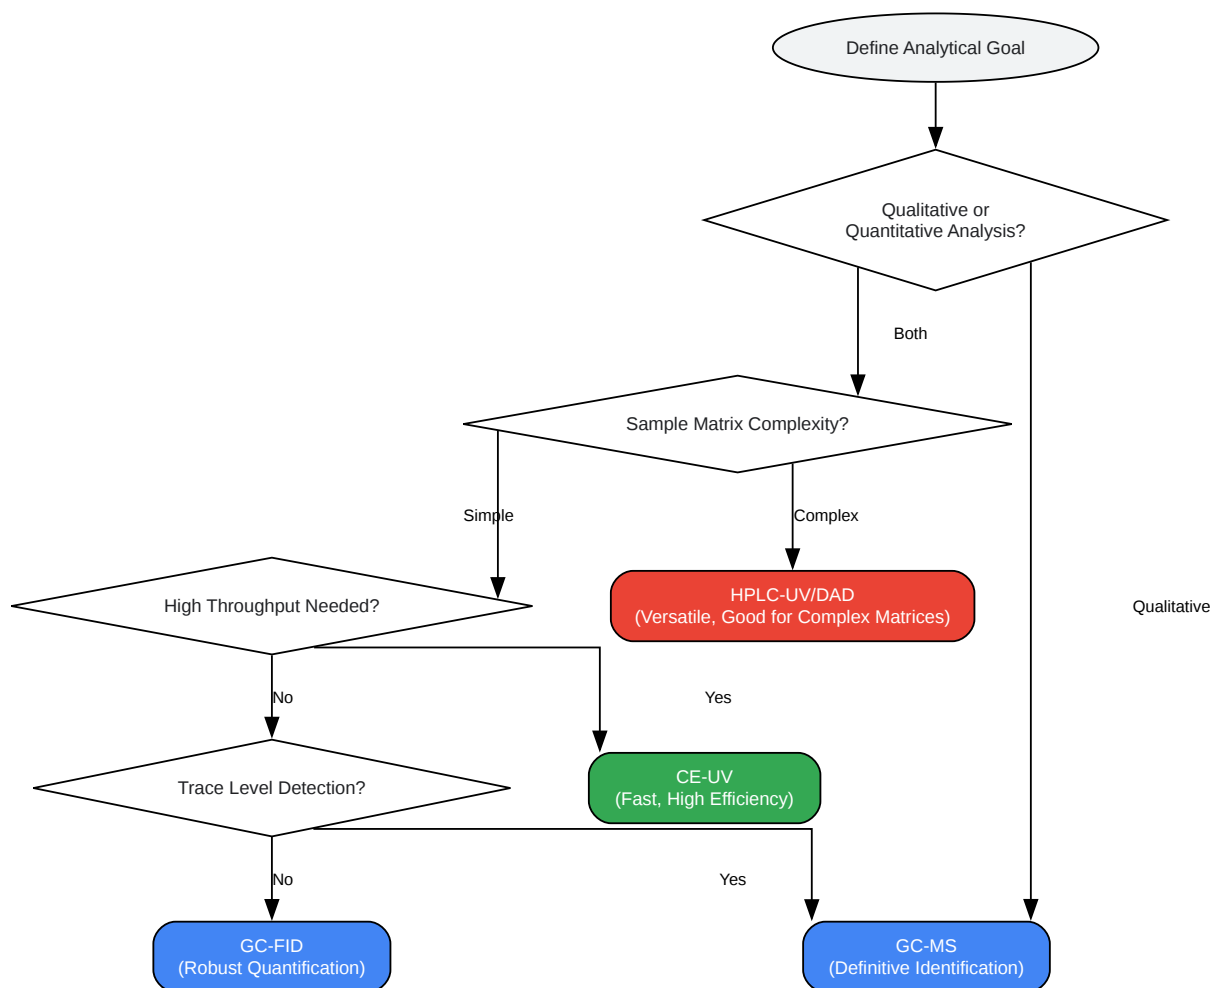 Define Analytical Goal
Qualitative or
Quantitative Analysis?
Both
Sample Matrix Complexity?
Simple
Complex
High Throughput Needed?
HPLC-UV/DAD
(Versatile, Good for Complex Matrices)
Qualitative
No
Yes
Trace Level Detection?
CE-UV
(Fast, High Efficiency)
No
Yes
GC-FID
(Robust Quantification)
GC-MS
(Definitive Identification)